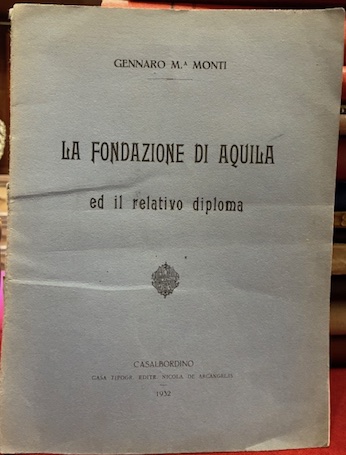 GENNARO M.ª MONTI
LA FONDAZIONE DI AQUILA
ed il relativo diploma
CASALBORDINO
CASA TIPOGR. EDITR. NICOLA DE ARCANGELIS
1932